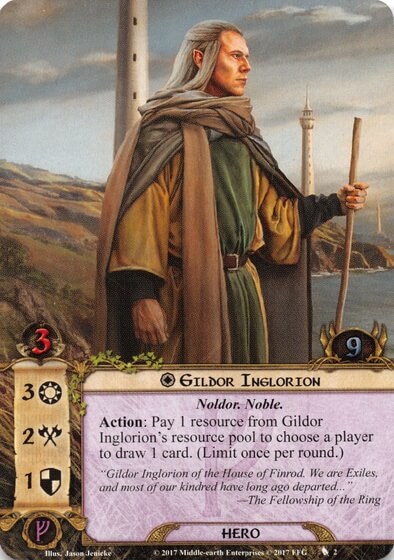 3
9
Gildor Inglorion
3
2
1
Noldor. Noble.
Action: Pay 1 resource from Gildor
Inglorion's resource pool to choose a player
to draw 1 card. (Limit once per round.)
"Gildor Inglorion of the House of Finrod. We are Exiles,
and most of our kindred have long ago departed..."
—The Fellowship of the Ring
HERO
Illus. Jason Jenicke
© 2017 Middle-earth Enterprises © 2017 FFG
2